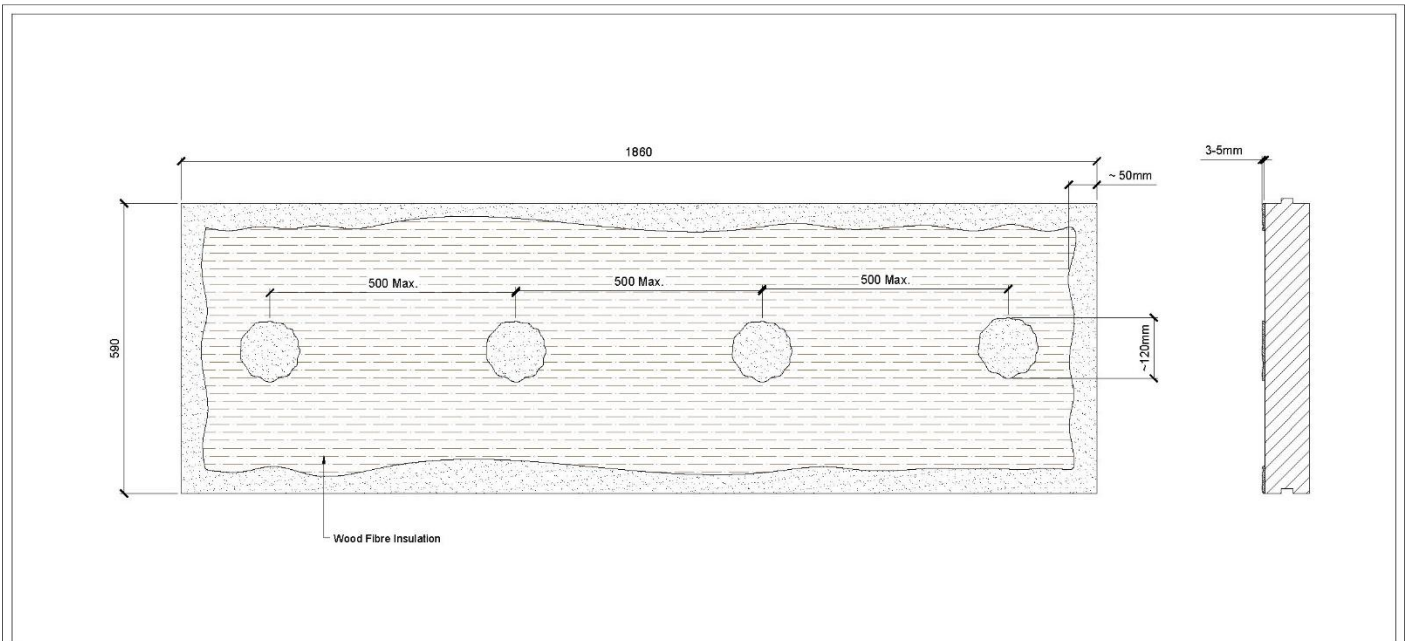 1860
3-5mm
~ 50mm
500 Max.
500 Max.
500 Max.
590
~120mm
Wood Fibre Insulation